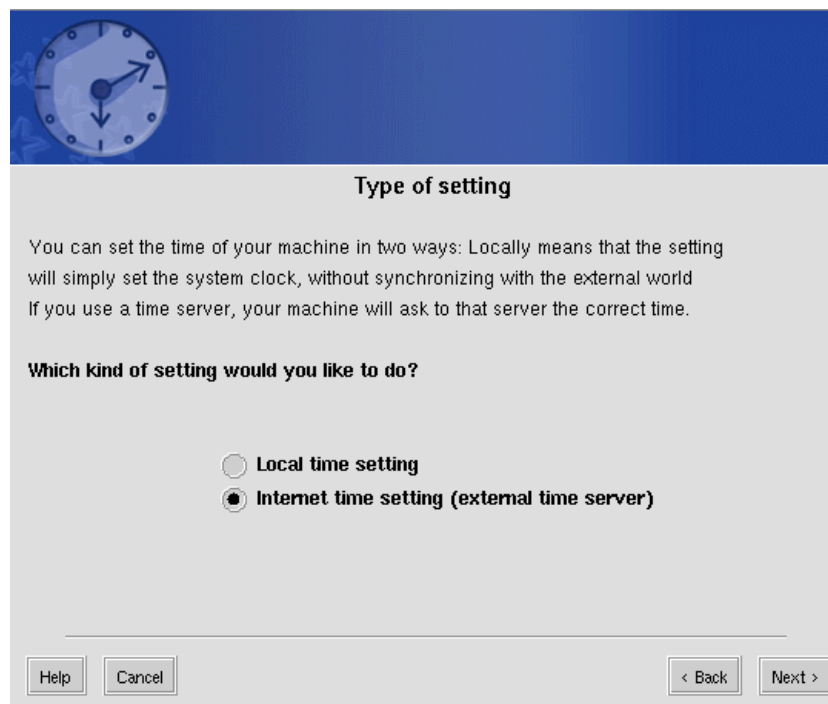 Type of setting
You can set the time of your machine in two ways: Locally means that the setting
will simply set the system clock, without synchronizing with the external world
If you use a time server, your machine will ask to that server the correct time.
Which kind of setting would you like to do?
Local time setting
Internet time setting (external time server)
Help Cancel < Back Next >